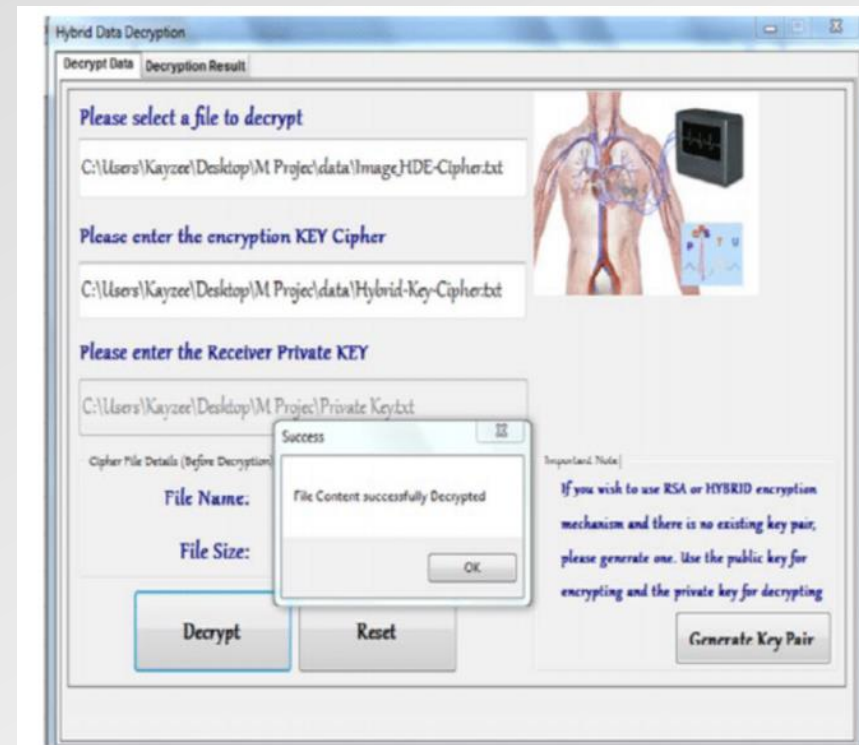 Hybrid Data Decryption
Decrypt Data Decryption Result
Please select a file to decrypt
C:\Users\Kayzee\Desktop\M Projec\data\Image_HDE-Cipher.txt
Please enter the encryption KEY Cipher
C:\Users\Kayzee\Desktop\M Projec\data\Hybrid-Key-Cipher.txt
Please enter the Receiver Private KEY
C:\Users\Kayzee\Desktop\M Projec\Private Key.txt
Cipher File Details (Before Decryption)
File Name:
File Size:
Success
File Content successfully Decrypted
OK
Decrypt
Reset
Important Note
If you wish to use RSA or HYBRID encryption
mechanism and there is no existing key pair,
please generate one. Use the public key for
encrypting and the private key for decrypting
Generate Key Pair
P T U